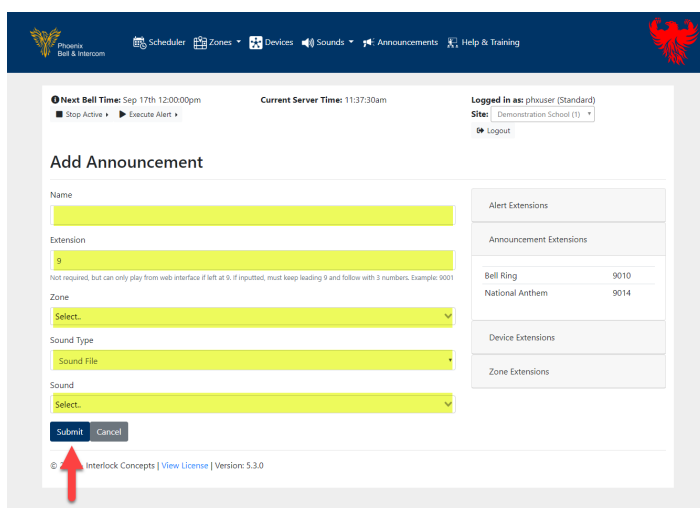 Phoenix
Bell & Intercom
Scheduler Zones Devices Sounds Announcements Help & Training
Next Bell Time: Sep 17th 12:00:00pm Current Server Time: 11:37:30am Logged in as: phxuser (Standard)
Stop Active Execute Alert Site: Demonstration School (1)
Logout
Add Announcement
Name
Alert Extensions
Extension
Announcement Extensions
9
Not required, but can only play from web interface if left at 9. If inputted, must keep leading 9 and follow with 3 numbers. Example: 9001
Bell Ring 9010
Zone
National Anthem 9014
Select..
Sound Type
Device Extensions
Sound File
Zone Extensions
Sound
Select..
Submit Cancel
© Interlock Concepts | View License | Version: 5.3.0